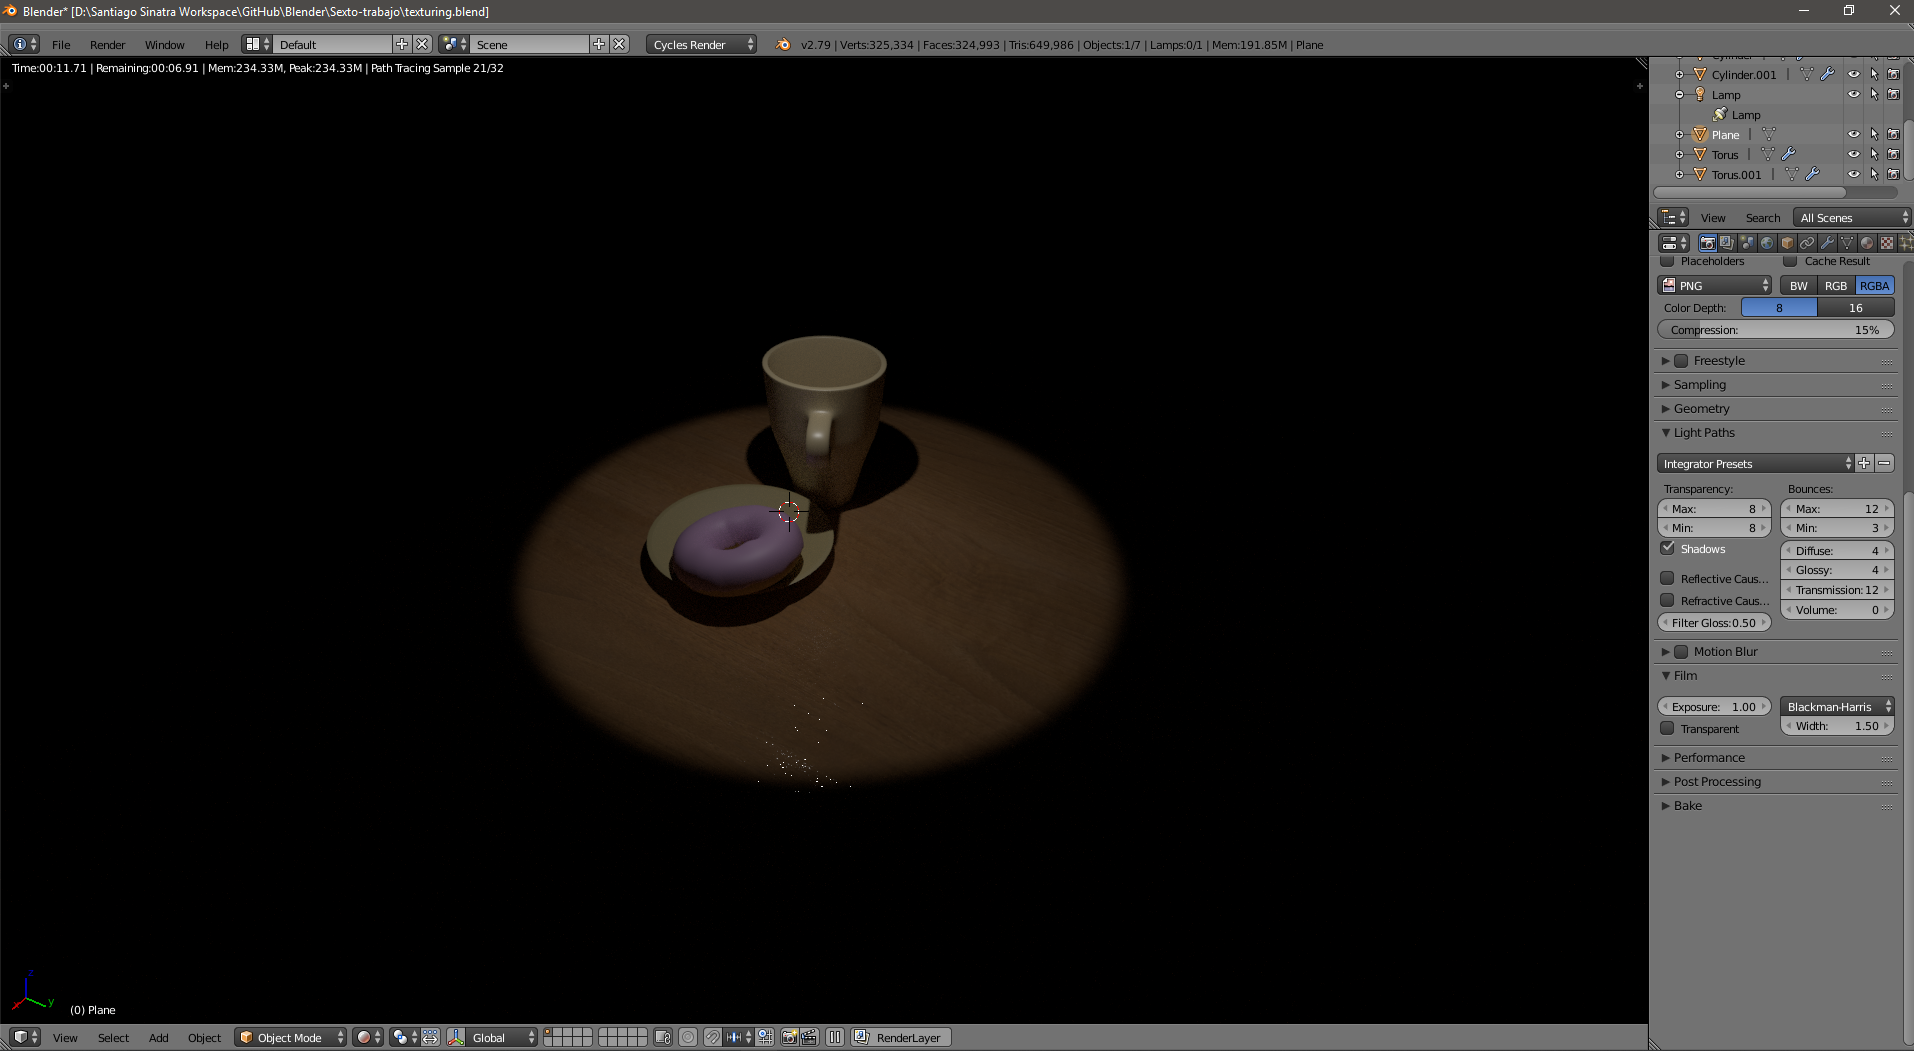 Blender* [D:\Santiago Sinatra Workspace\GitHub\Blender\Sexto-trabajo\texturing.blend]
File Render Window Help Default Scene Cycles Render v2.79 | Verts:325,334 | Faces:324,993 | Tris:649,986 | Objects:1/7 | Lamps:0/1 | Mem:191.85M | Plane
Time:00:11.71 | Remaining:00:06.91 | Mem:234.33M, Peak:234.33M | Path Tracing Sample 21/32
Cylinder
Cylinder.001
Lamp
Lamp
Plane
Torus
Torus.001
View Search All Scenes
Placeholders Cache Result
PNG BW RGB RGBA
Color Depth: 8 16
Compression: 15%
Freestyle
Sampling
Geometry
Light Paths
Integrator Presets
Transparency: Bounces:
Max: 8 Max: 12
Min: 8 Min: 3
Shadows Diffuse: 4
Glossy: 4
Reflective Caus... Transmission: 12
Refractive Caus... Volume: 0
Filter Gloss: 0.50
Motion Blur
Film
Exposure: 1.00 Blackman-Harris
Transparent Width: 1.50
Performance
Post Processing
Bake
z
x y
(0) Plane
View Select Add Object Object Mode Global RenderLayer